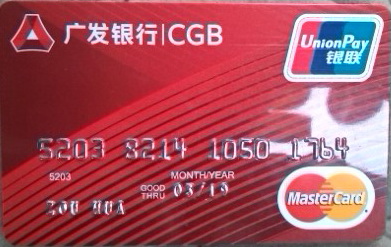 广发银行|CGB
UnionPay
银联
5203 8214 1050 1764
5203
MONTH/YEAR
GOOD THRU 03/19
ZOU HUA
MasterCard